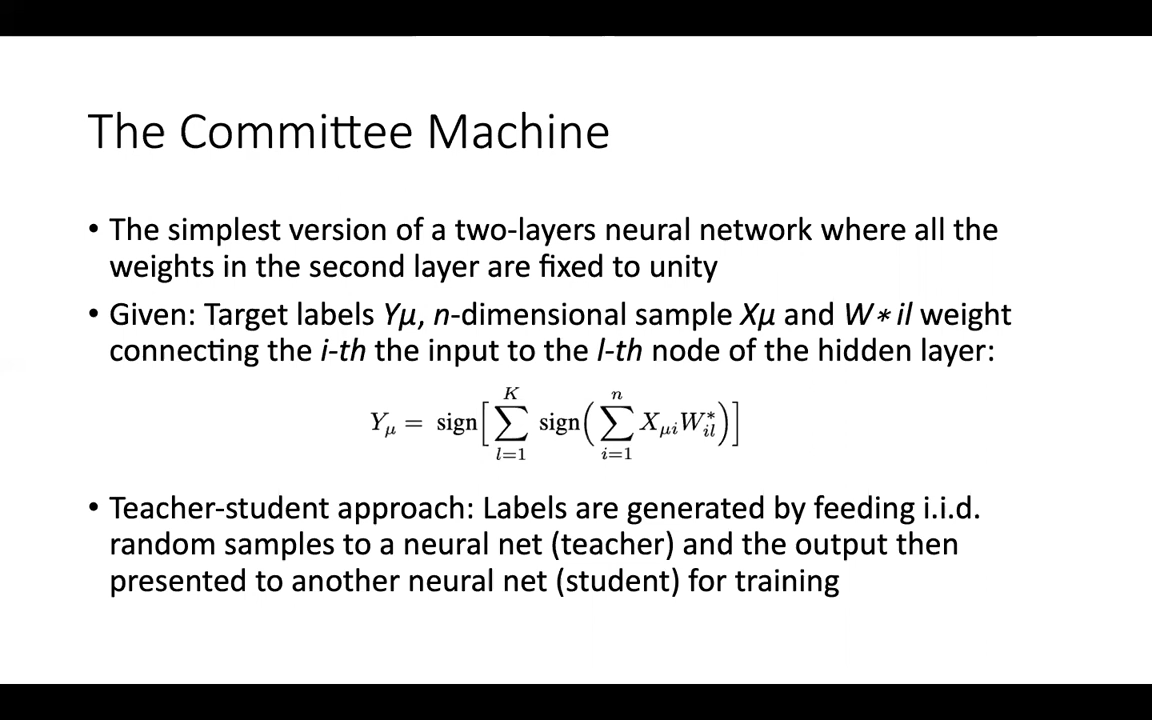 The Committee Machine
• The simplest version of a two-layers neural network where all the
weights in the second layer are fixed to unity
• Given: Target labels Yμ, n-dimensional sample Xμ and W∗il weight
connecting the i-th the input to the l-th node of the hidden layer:
Y_μ = sign[∑_{l=1}^{K} sign(∑_{i=1}^{n} X_{μi}W^*_{il})]
• Teacher-student approach: Labels are generated by feeding i.i.d.
random samples to a neural net (teacher) and the output then
presented to another neural net (student) for training